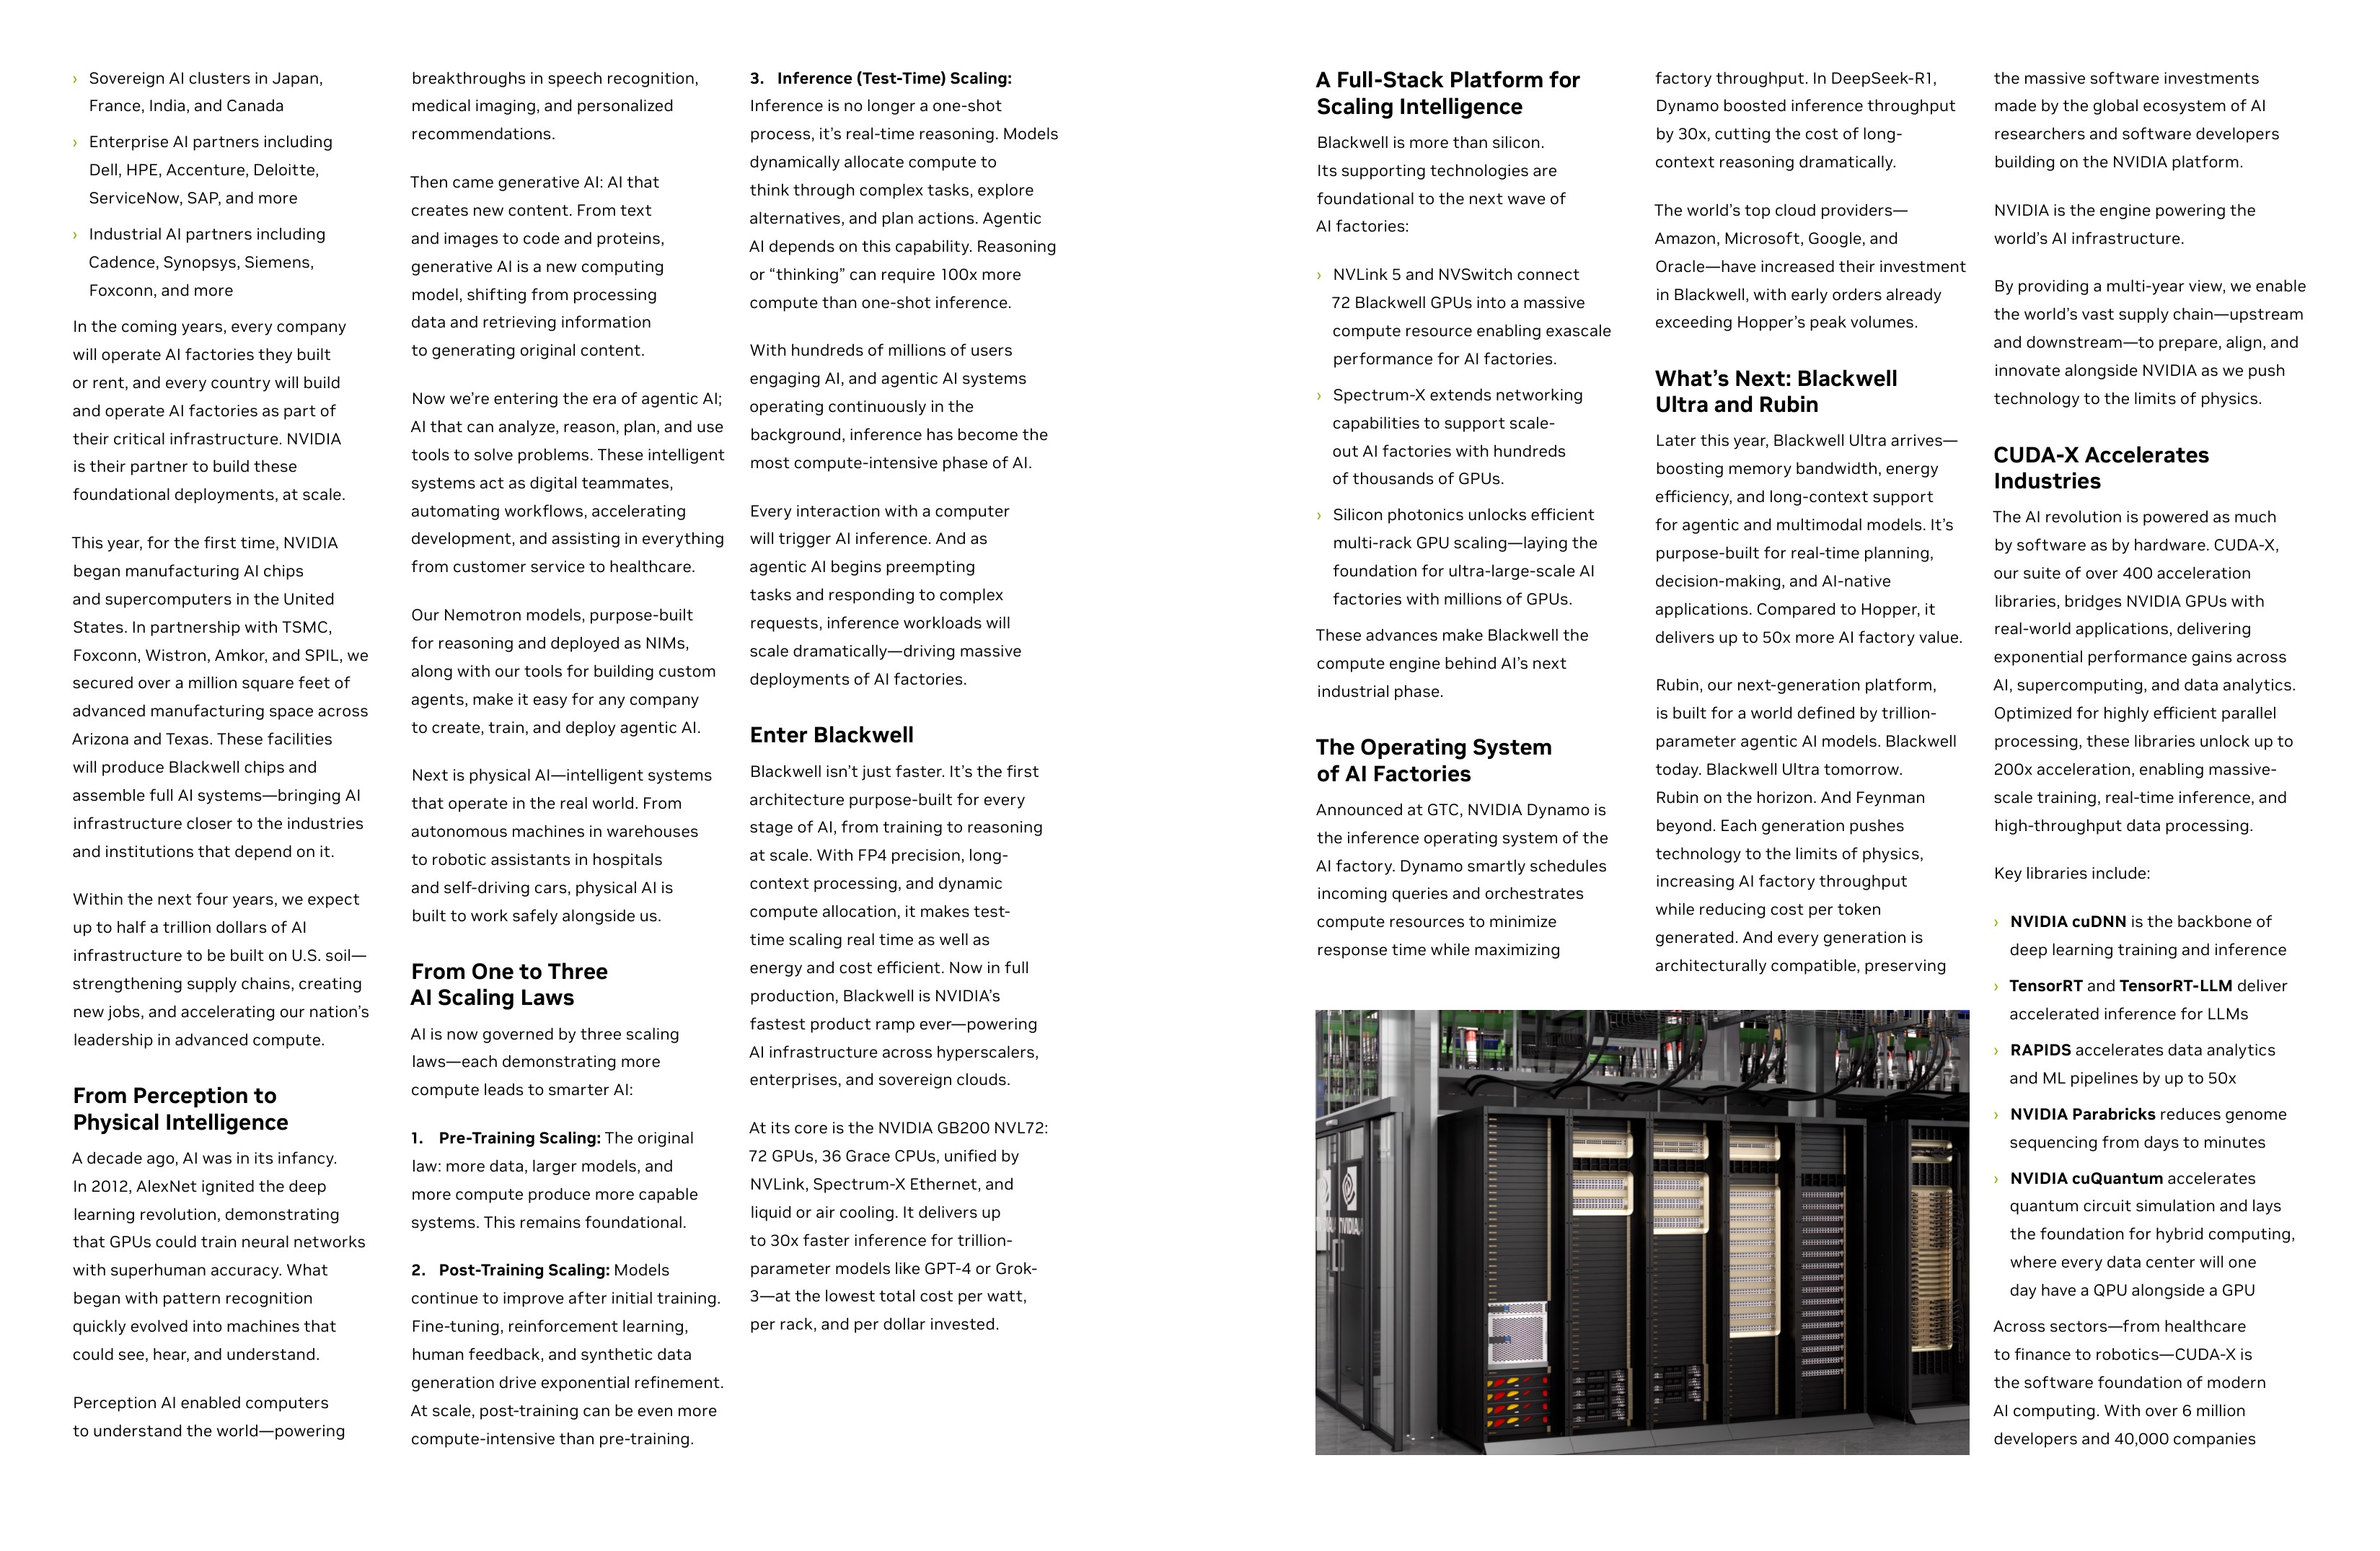 › Sovereign AI clusters in Japan,
France, India, and Canada
› Enterprise AI partners including
Dell, HPE, Accenture, Deloitte,
ServiceNow, SAP, and more
› Industrial AI partners including
Cadence, Synopsys, Siemens,
Foxconn, and more
In the coming years, every company
will operate AI factories they built
or rent, and every country will build
and operate AI factories as part of
their critical infrastructure. NVIDIA
is their partner to build these
foundational deployments, at scale.
This year, for the first time, NVIDIA
began manufacturing AI chips
and supercomputers in the United
States. In partnership with TSMC,
Foxconn, Wistron, Amkor, and SPIL, we
secured over a million square feet of
advanced manufacturing space across
Arizona and Texas. These facilities
will produce Blackwell chips and
assemble full AI systems—bringing AI
infrastructure closer to the industries
and institutions that depend on it.
Within the next four years, we expect
up to half a trillion dollars of AI
infrastructure to be built on U.S. soil—
strengthening supply chains, creating
new jobs, and accelerating our nation’s
leadership in advanced compute.
From Perception to
Physical Intelligence
A decade ago, AI was in its infancy.
In 2012, AlexNet ignited the deep
learning revolution, demonstrating
that GPUs could train neural networks
with superhuman accuracy. What
began with pattern recognition
quickly evolved into machines that
could see, hear, and understand.
Perception AI enabled computers
to understand the world—powering
breakthroughs in speech recognition,
medical imaging, and personalized
recommendations.
Then came generative AI: AI that
creates new content. From text
and images to code and proteins,
generative AI is a new computing
model, shifting from processing
data and retrieving information
to generating original content.
Now we’re entering the era of agentic AI;
AI that can analyze, reason, plan, and use
tools to solve problems. These intelligent
systems act as digital teammates,
automating workflows, accelerating
development, and assisting in everything
from customer service to healthcare.
Our Nemotron models, purpose-built
for reasoning and deployed as NIMs,
along with our tools for building custom
agents, make it easy for any company
to create, train, and deploy agentic AI.
Next is physical AI—intelligent systems
that operate in the real world. From
autonomous machines in warehouses
to robotic assistants in hospitals
and self-driving cars, physical AI is
built to work safely alongside us.
From One to Three
AI Scaling Laws
AI is now governed by three scaling
laws—each demonstrating more
compute leads to smarter AI:
1. Pre-Training Scaling: The original
law: more data, larger models, and
more compute produce more capable
systems. This remains foundational.
2. Post-Training Scaling: Models
continue to improve after initial training.
Fine-tuning, reinforcement learning,
human feedback, and synthetic data
generation drive exponential refinement.
At scale, post-training can be even more
compute-intensive than pre-training.
3. Inference (Test-Time) Scaling:
Inference is no longer a one-shot
process, it’s real-time reasoning. Models
dynamically allocate compute to
think through complex tasks, explore
alternatives, and plan actions. Agentic
AI depends on this capability. Reasoning
or “thinking” can require 100x more
compute than one-shot inference.
With hundreds of millions of users
engaging AI, and agentic AI systems
operating continuously in the
background, inference has become the
most compute-intensive phase of AI.
Every interaction with a computer
will trigger AI inference. And as
agentic AI begins preempting
tasks and responding to complex
requests, inference workloads will
scale dramatically—driving massive
deployments of AI factories.
Enter Blackwell
Blackwell isn’t just faster. It’s the first
architecture purpose-built for every
stage of AI, from training to reasoning
at scale. With FP4 precision, long-
context processing, and dynamic
compute allocation, it makes test-
time scaling real time as well as
energy and cost efficient. Now in full
production, Blackwell is NVIDIA’s
fastest product ramp ever—powering
AI infrastructure across hyperscalers,
enterprises, and sovereign clouds.
At its core is the NVIDIA GB200 NVL72:
72 GPUs, 36 Grace CPUs, unified by
NVLink, Spectrum-X Ethernet, and
liquid or air cooling. It delivers up
to 30x faster inference for trillion-
parameter models like GPT-4 or Grok-
3—at the lowest total cost per watt,
per rack, and per dollar invested.
A Full-Stack Platform for
Scaling Intelligence
Blackwell is more than silicon.
Its supporting technologies are
foundational to the next wave of
AI factories:
› NVLink 5 and NVSwitch connect
72 Blackwell GPUs into a massive
compute resource enabling exascale
performance for AI factories.
› Spectrum-X extends networking
capabilities to support scale-
out AI factories with hundreds
of thousands of GPUs.
› Silicon photonics unlocks efficient
multi-rack GPU scaling—laying the
foundation for ultra-large-scale AI
factories with millions of GPUs.
These advances make Blackwell the
compute engine behind AI’s next
industrial phase.
The Operating System
of AI Factories
Announced at GTC, NVIDIA Dynamo is
the inference operating system of the
AI factory. Dynamo smartly schedules
incoming queries and orchestrates
compute resources to minimize
response time while maximizing
factory throughput. In DeepSeek-R1,
Dynamo boosted inference throughput
by 30x, cutting the cost of long-
context reasoning dramatically.
The world’s top cloud providers—
Amazon, Microsoft, Google, and
Oracle—have increased their investment
in Blackwell, with early orders already
exceeding Hopper’s peak volumes.
What’s Next: Blackwell
Ultra and Rubin
Later this year, Blackwell Ultra arrives—
boosting memory bandwidth, energy
efficiency, and long-context support
for agentic and multimodal models. It’s
purpose-built for real-time planning,
decision-making, and AI-native
applications. Compared to Hopper, it
delivers up to 50x more AI factory value.
Rubin, our next-generation platform,
is built for a world defined by trillion-
parameter agentic AI models. Blackwell
today. Blackwell Ultra tomorrow.
Rubin on the horizon. And Feynman
beyond. Each generation pushes
technology to the limits of physics,
increasing AI factory throughput
while reducing cost per token
generated. And every generation is
architecturally compatible, preserving
the massive software investments
made by the global ecosystem of AI
researchers and software developers
building on the NVIDIA platform.
NVIDIA is the engine powering the
world’s AI infrastructure.
By providing a multi-year view, we enable
the world’s vast supply chain—upstream
and downstream—to prepare, align, and
innovate alongside NVIDIA as we push
technology to the limits of physics.
CUDA-X Accelerates
Industries
The AI revolution is powered as much
by software as by hardware. CUDA-X,
our suite of over 400 acceleration
libraries, bridges NVIDIA GPUs with
real-world applications, delivering
exponential performance gains across
AI, supercomputing, and data analytics.
Optimized for highly efficient parallel
processing, these libraries unlock up to
200x acceleration, enabling massive-
scale training, real-time inference, and
high-throughput data processing.
Key libraries include:
› NVIDIA cuDNN is the backbone of
deep learning training and inference
› TensorRT and TensorRT-LLM deliver
accelerated inference for LLMs
› RAPIDS accelerates data analytics
and ML pipelines by up to 50x
› NVIDIA Parabricks reduces genome
sequencing from days to minutes
› NVIDIA cuQuantum accelerates
quantum circuit simulation and lays
the foundation for hybrid computing,
where every data center will one
day have a QPU alongside a GPU
Across sectors—from healthcare
to finance to robotics—CUDA-X is
the software foundation of modern
AI computing. With over 6 million
developers and 40,000 companies
NVIDIA